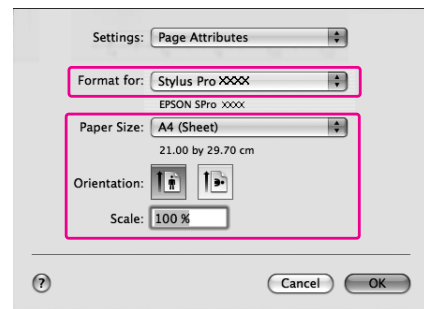 Settings: Page Attributes
Format for: Stylus Pro XXXX
EPSON SPro XXXX
Paper Size: A4 (Sheet)
21.00 by 29.70 cm
Orientation:
Scale: 100 %
? Cancel OK